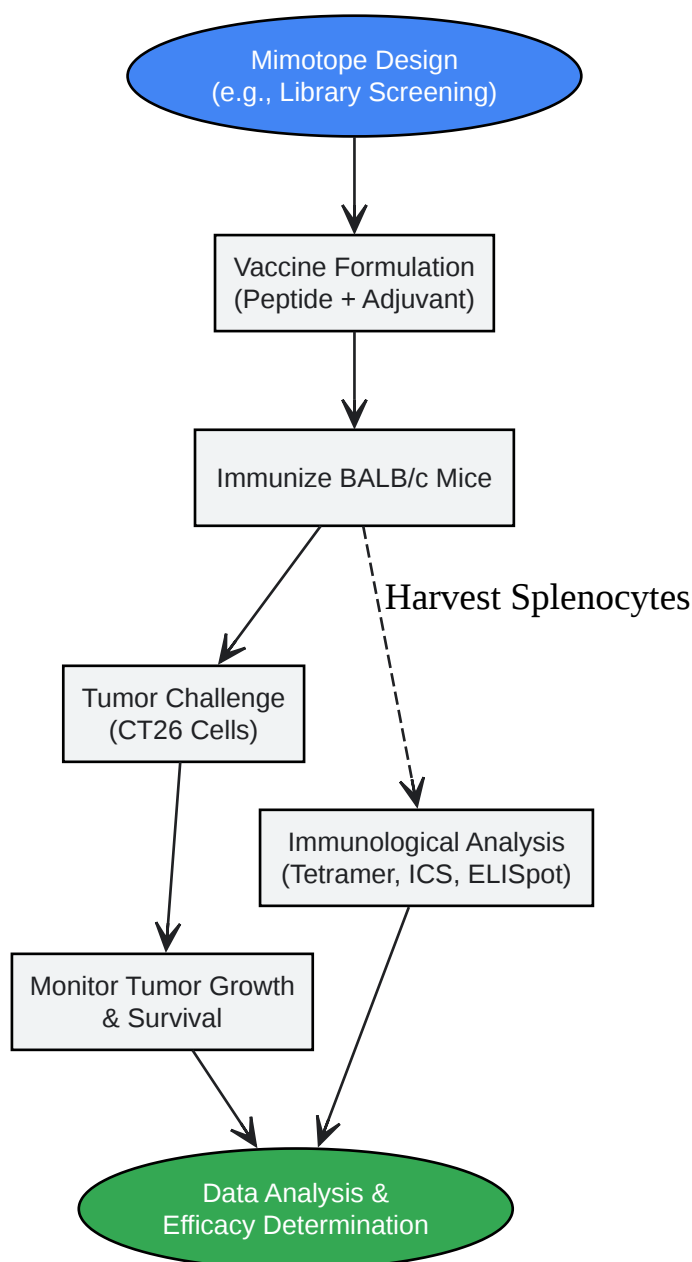 Mimotope Design
(e.g., Library Screening)
Vaccine Formulation
(Peptide + Adjuvant)
Immunize BALB/c Mice
Harvest Splenocytes
Tumor Challenge
(CT26 Cells)
Immunological Analysis
(Tetramer, ICS, ELISpot)
Monitor Tumor Growth
& Survival
Data Analysis &
Efficacy Determination